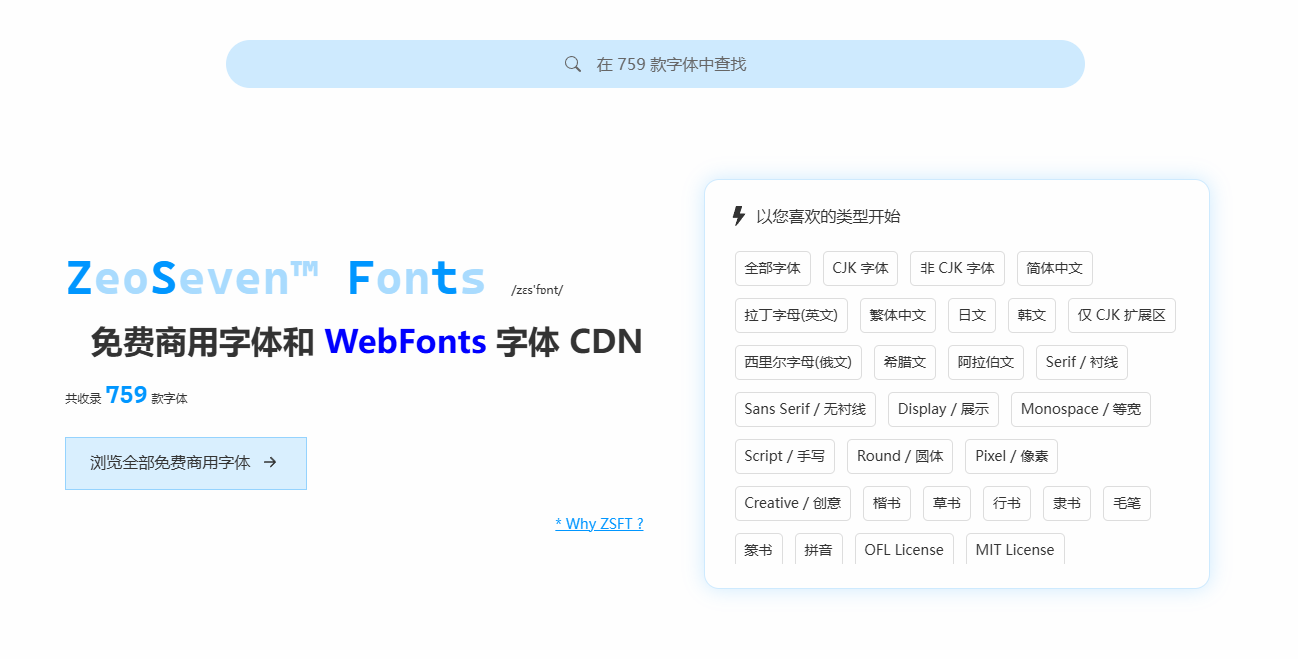 在 759 款字体中查找
ZeoSeven™ Fonts /zɛs'fɒnt/
免费商用字体和 WebFonts 字体 CDN
共收录 759 款字体
浏览全部免费商用字体 →
* Why ZSFT ?
以您喜欢的类型开始
全部字体 CJK 字体 非 CJK 字体 简体中文
拉丁字母(英文) 繁体中文 日文 韩文 仅 CJK 扩展区
西里尔字母(俄文) 希腊文 阿拉伯文 Serif / 衬线
Sans Serif / 无衬线 Display / 展示 Monospace / 等宽
Script / 手写 Round / 圆体 Pixel / 像素
Creative / 创意 楷书 草书 行书 隶书 毛笔
篆书 拼音 OFL License MIT License